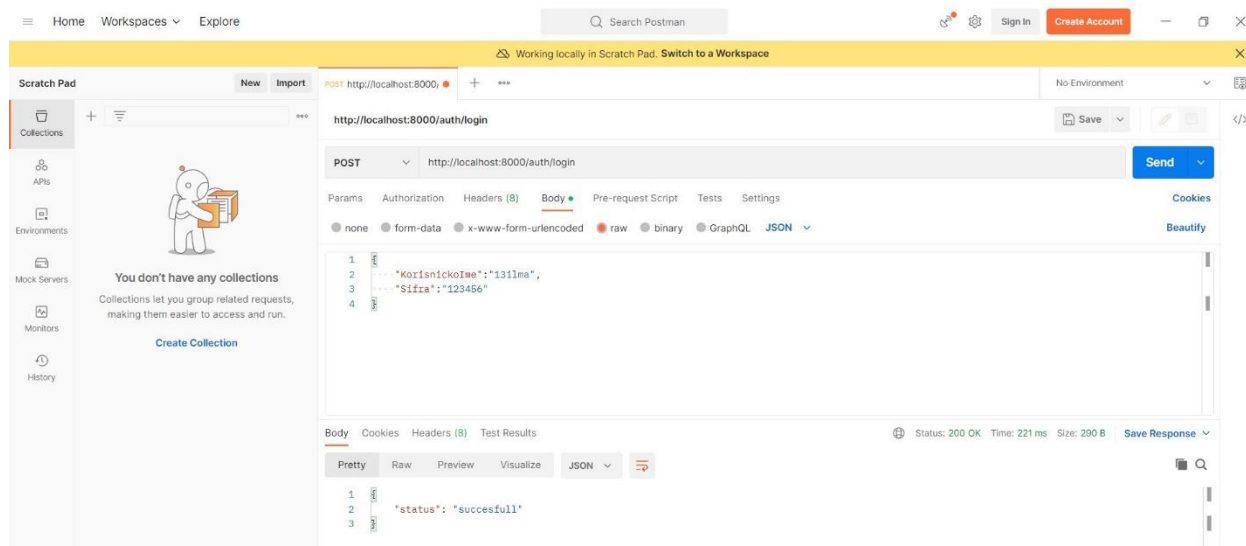 Home Workspaces Explore Search Postman Sign In Create Account
Working locally in Scratch Pad. Switch to a Workspace
Scratch Pad New Import POST http://localhost:8000/ No Environment
Collections
APIs
Environments
Mock Servers
Monitors
History
You don't have any collections
Collections let you group related requests,
making them easier to access and run.
Create Collection
http://localhost:8000/auth/login Save
POST http://localhost:8000/auth/login Send
Params Authorization Headers (8) Body Pre-request Script Tests Settings Cookies
none form-data x-www-form-urlencoded raw binary GraphQL JSON Beautify
1 {
2 "KorisnickoIme":"131lma",
3 "Sifra":"123456"
4 }
Body Cookies Headers (8) Test Results Status: 200 OK Time: 221 ms Size: 290 B Save Response
Pretty Raw Preview Visualize JSON
1 {
2 "status": "succesfull"
3 }